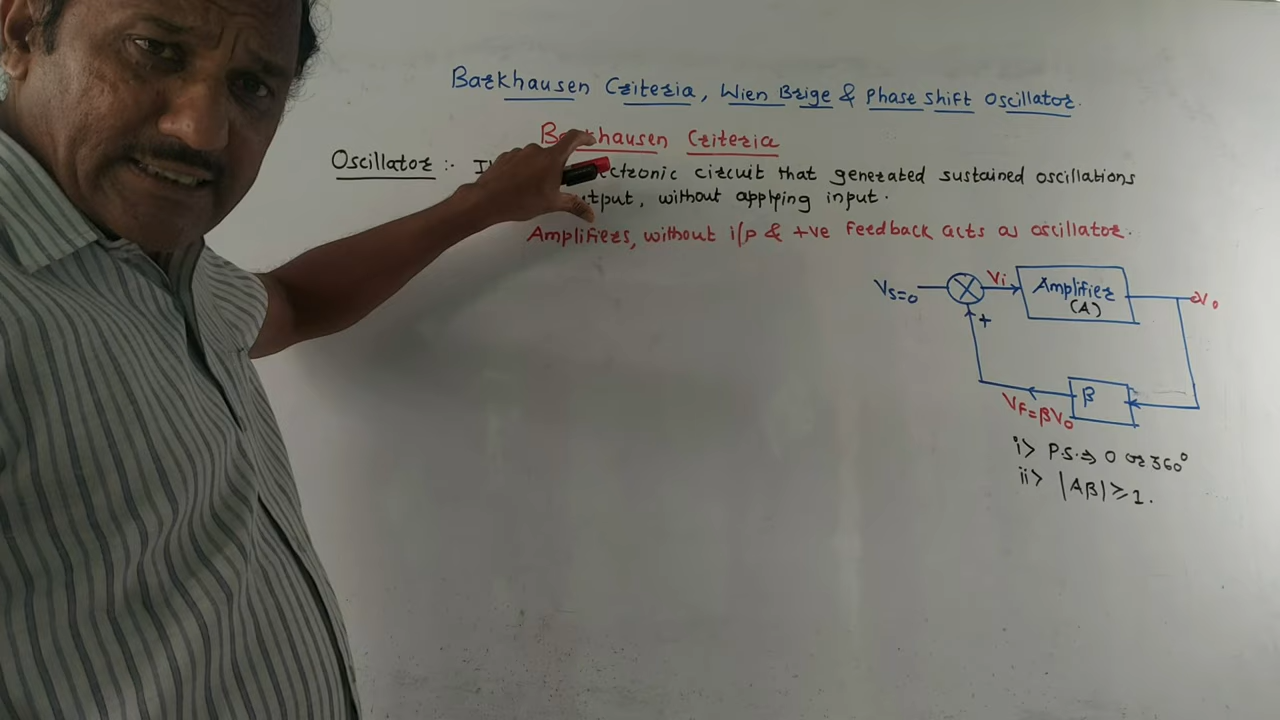 Barkhausen Criteria, Wien Brige & Phase shift Oscillator.
Barkhausen Criteria
Oscillator :- ctronic circuit that generated sustained oscillations
utput, without applying input.
Amplifiers, without i/p & +ve Feedback acts as oscillator.
Vs=0
Vi
Amplifier
(A)
Vo
+
β
VF=βVo
i> P.S.⇒ 0 or 360°
ii> |Aβ| ≥ 1.